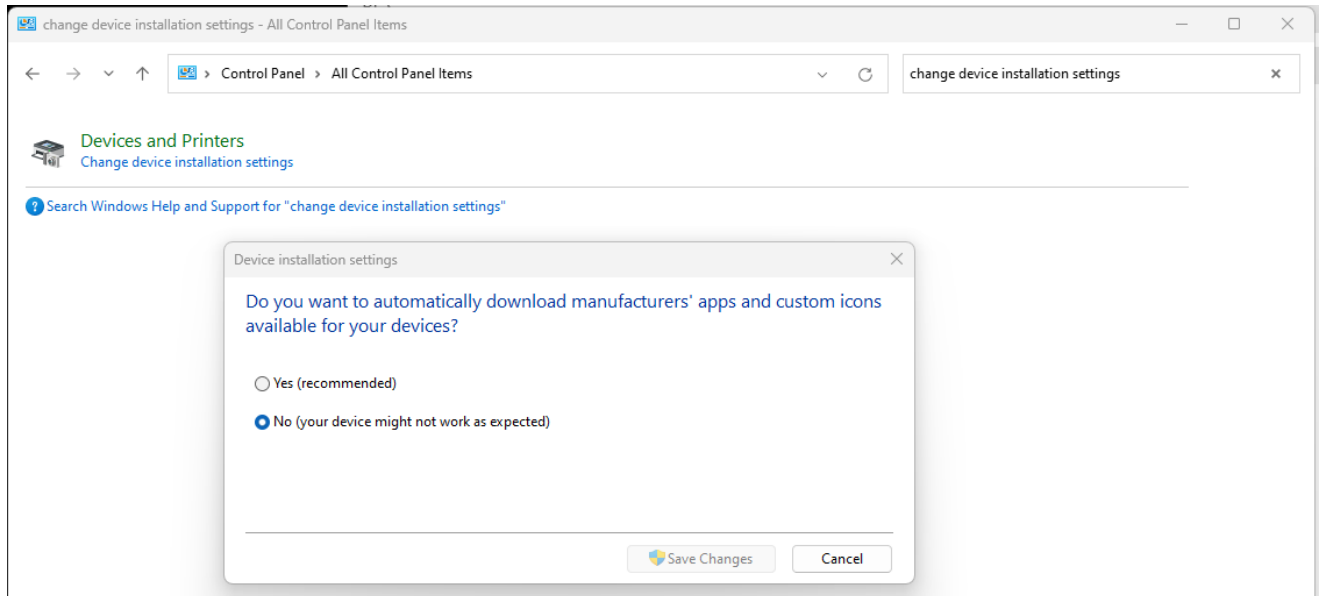 change device installation settings - All Control Panel Items
Control Panel > All Control Panel Items
change device installation settings
Devices and Printers
Change device installation settings
Search Windows Help and Support for "change device installation settings"
Device installation settings
Do you want to automatically download manufacturers' apps and custom icons
available for your devices?
Yes (recommended)
No (your device might not work as expected)
Save Changes
Cancel